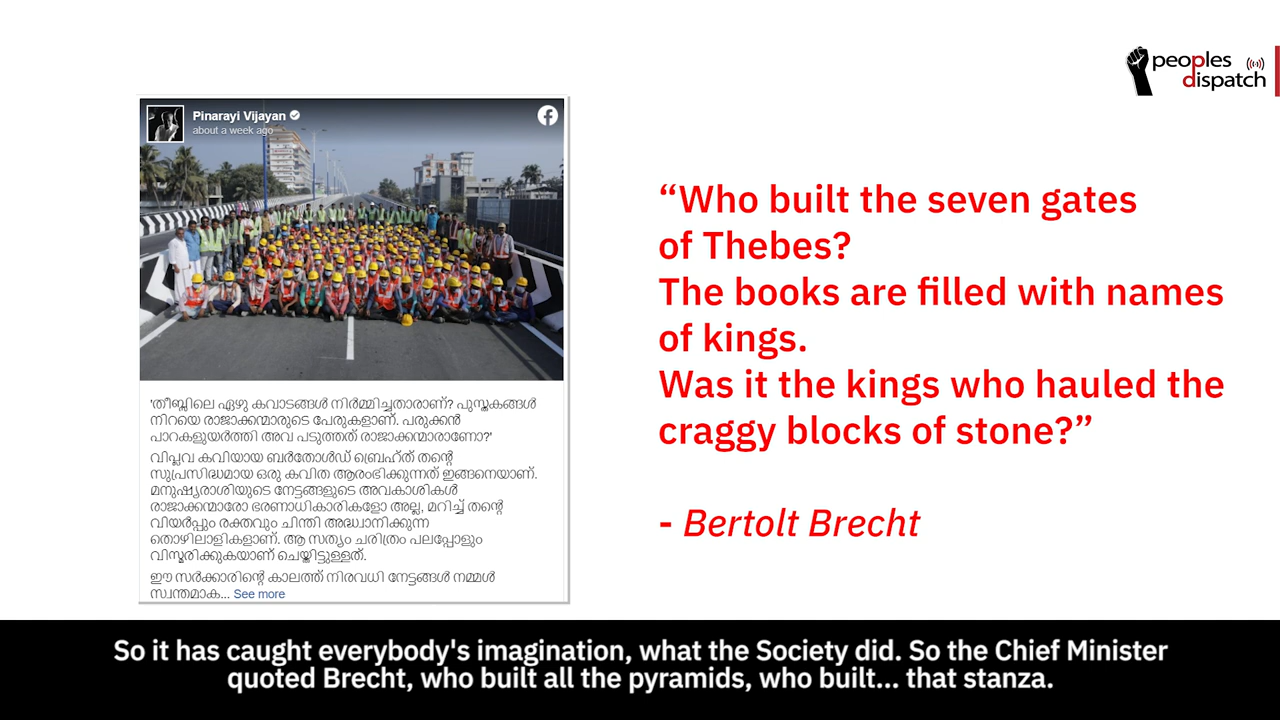 peoples
dispatch
Pinarayi Vijayan
about a week ago
'തീബ്സിലെ ഏഴു കവാടങ്ങൾ നിർമ്മിച്ചതാരാണ്? പുസ്തകങ്ങൾ
നിറയെ രാജാക്കന്മാരുടെ പേരുകളാണ്. പരുക്കൻ
പാറകളുയർത്തി അവ പടുത്തത് രാജാക്കന്മാരാണോ?'
വിപ്ലവ കവിയായ ബർതോൾഡ് ബ്രെഹ്ത് തന്റെ
സുപ്രസിദ്ധമായ ഒരു കവിത ആരംഭിക്കുന്നത് ഇങ്ങനെയാണ്.
മനുഷ്യരാശിയുടെ നേട്ടങ്ങളുടെ അവകാശികൾ
രാജാക്കന്മാരോ ഭരണാധികാരികളോ അല്ല, മറിച്ച് തന്റെ
വിയർപ്പും രക്തവും ചിന്തി അദ്ധ്വാനിക്കുന്ന
തൊഴിലാളികളാണ്. ആ സത്യം ചരിത്രം പലപ്പോളും
വിസ്മരിക്കുകയാണ് ചെയ്തിട്ടുള്ളത്.
ഈ സർക്കാരിന്റെ കാലത്ത് നിരവധി നേട്ടങ്ങൾ നമ്മൾ
സ്വന്തമാക... See more
“Who built the seven gates
of Thebes?
The books are filled with names
of kings.
Was it the kings who hauled the
craggy blocks of stone?”
- Bertolt Brecht
So it has caught everybody's imagination, what the Society did. So the Chief Minister
quoted Brecht, who built all the pyramids, who built... that stanza.